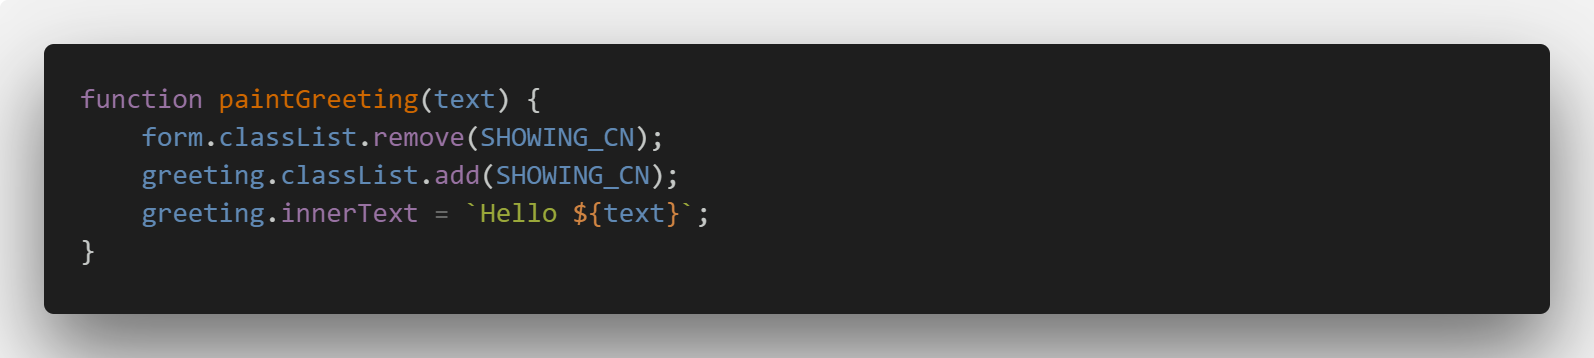 function paintGreeting(text) {
    form.classList.remove(SHOWING_CN);
    greeting.classList.add(SHOWING_CN);
    greeting.innerText = `Hello ${text}`;
}